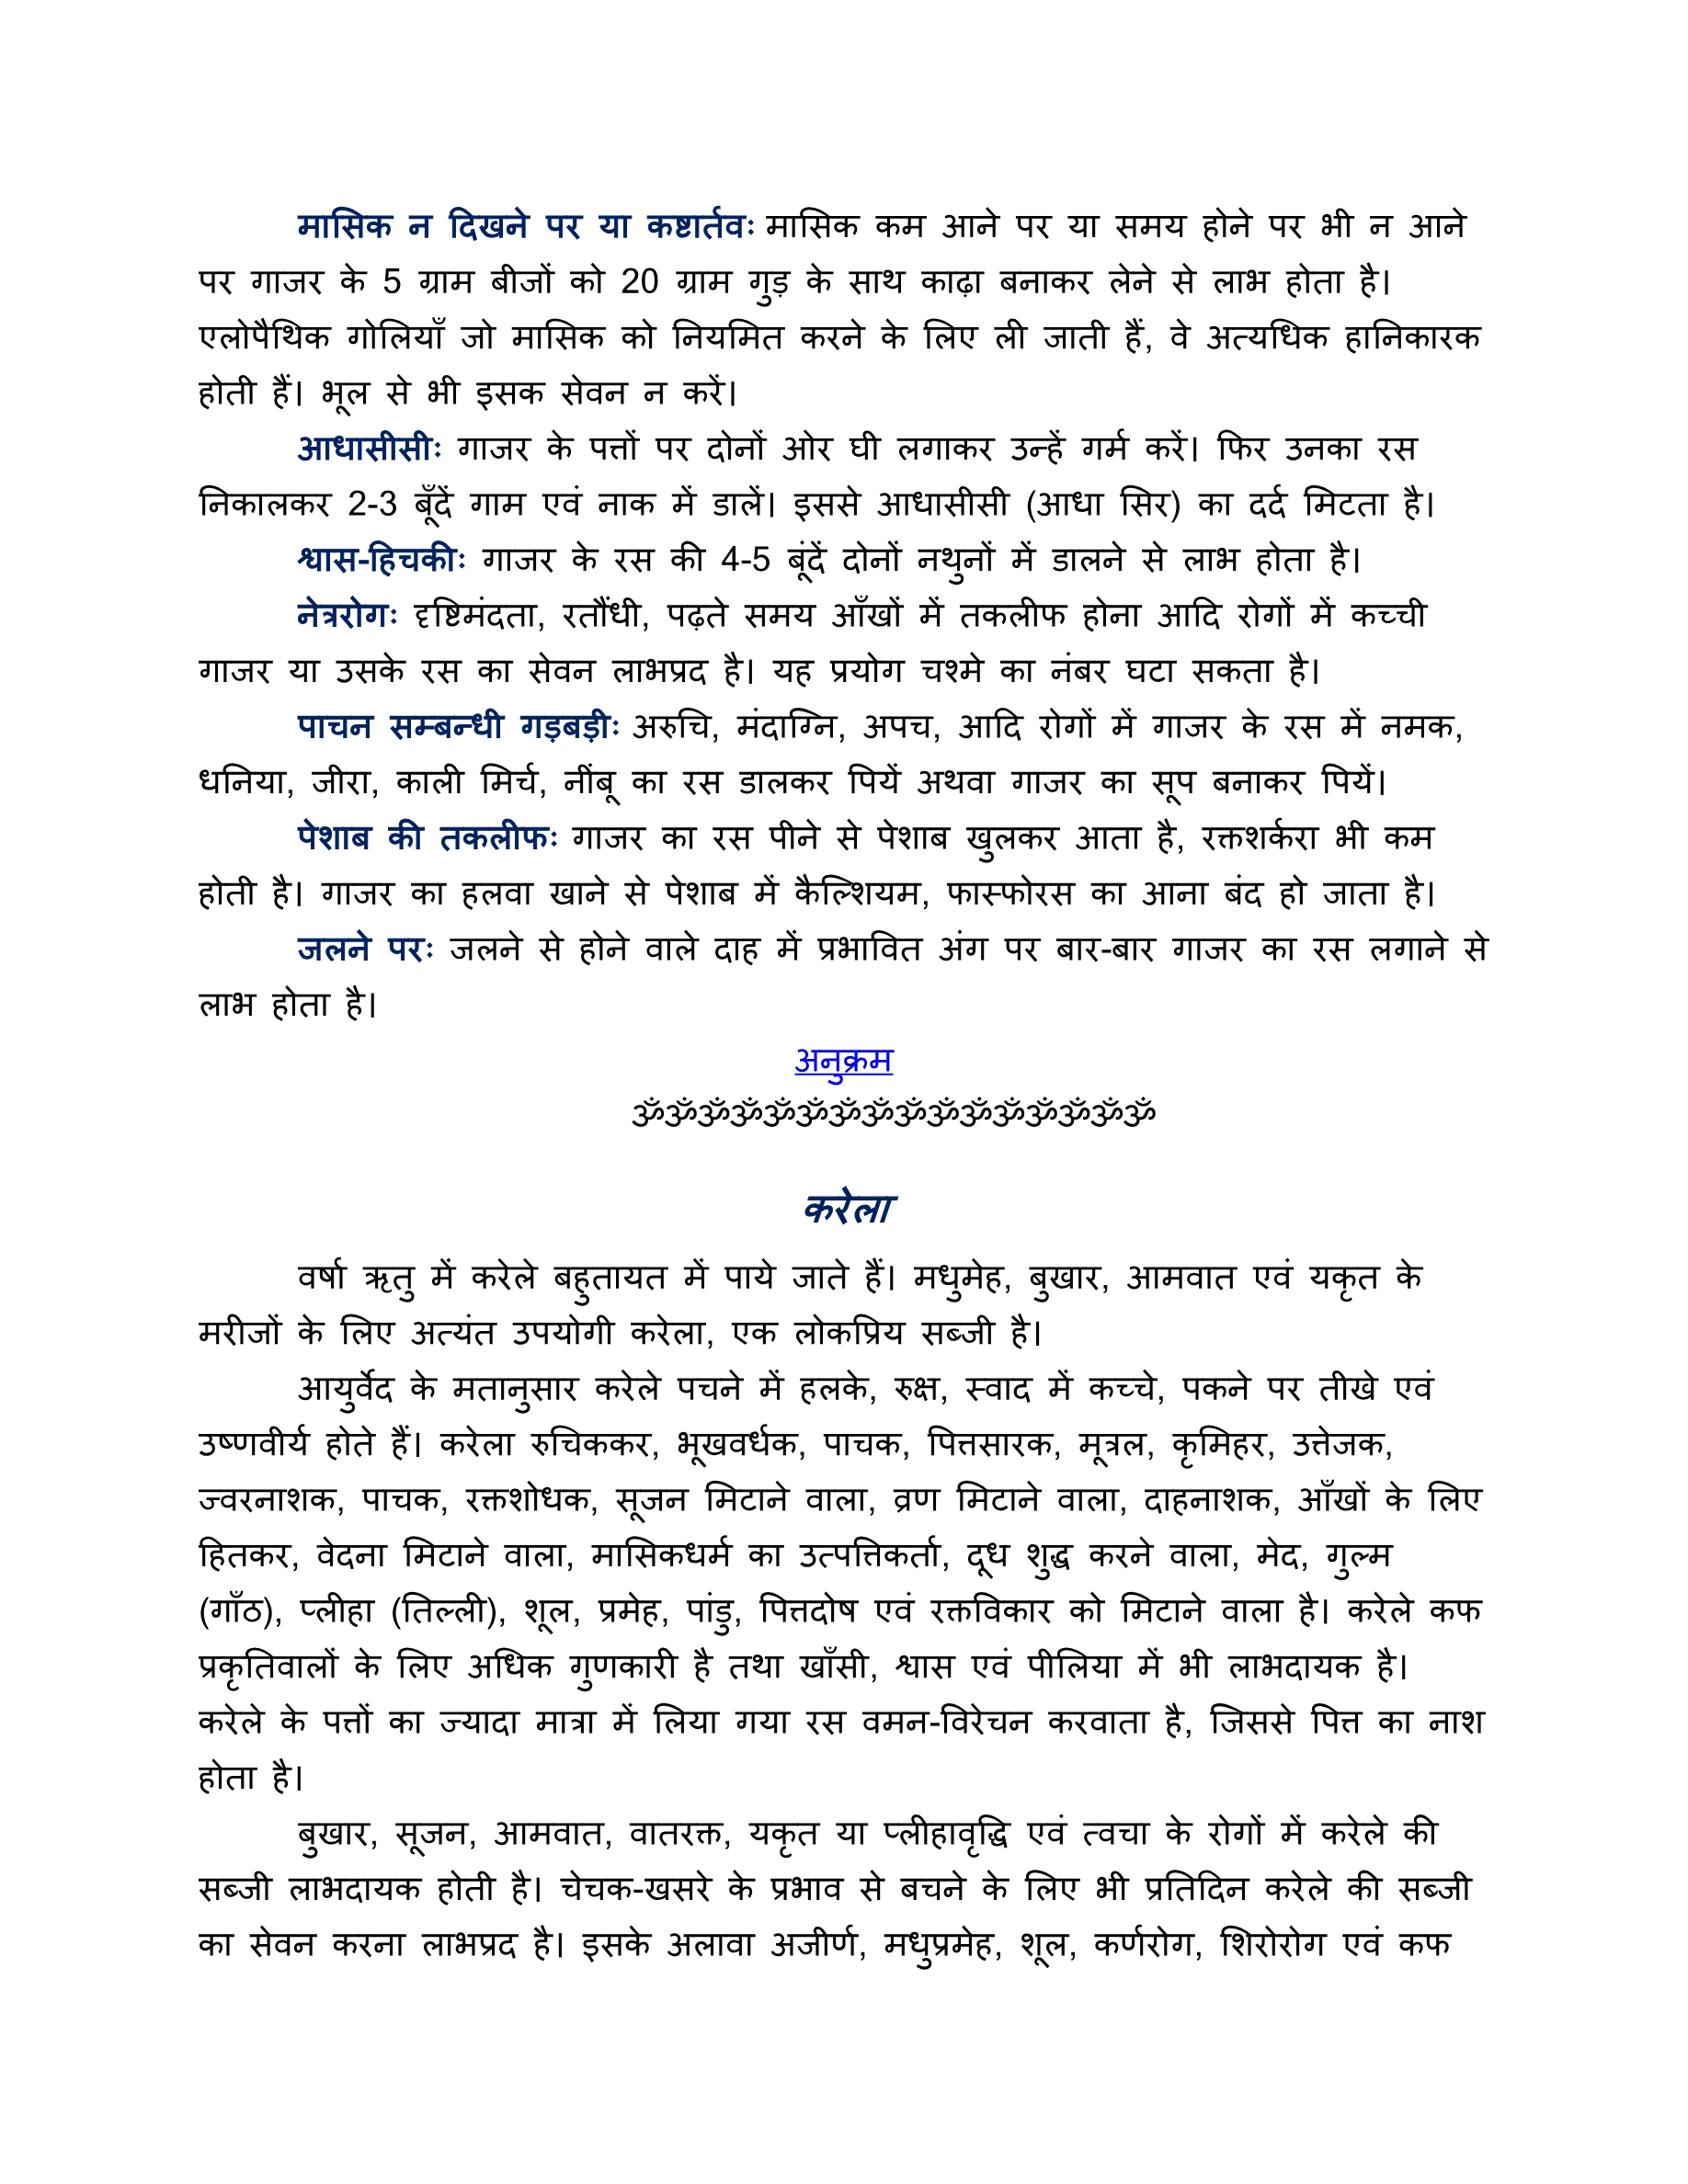 मासिक न दिखने पर या कष्टार्तवः मासिक कम आने पर या समय होने पर भी न आने
पर गाजर के 5 ग्राम बीजों को 20 ग्राम गुड़ के साथ काढ़ा बनाकर लेने से लाभ होता है।
एलोपैथिक गोलियाँ जो मासिक को नियमित करने के लिए ली जाती हैं, वे अत्यधिक हानिकारक
होती हैं। भूल से भी इसक सेवन न करें।
आधासीसीः गाजर के पत्तों पर दोनों ओर घी लगाकर उन्हें गर्म करें। फिर उनका रस
निकालकर 2-3 बूँदें गाम एवं नाक में डालें। इससे आधासीसी (आधा सिर) का दर्द मिटता है।
श्वास-हिचकीः गाजर के रस की 4-5 बूंदें दोनों नथुनों में डालने से लाभ होता है।
नेत्ररोगः दृष्टिमंदता, रतौंधी, पढ़ते समय आँखों में तकलीफ होना आदि रोगों में कच्ची
गाजर या उसके रस का सेवन लाभप्रद है। यह प्रयोग चश्मे का नंबर घटा सकता है।
पाचन सम्बन्धी गड़बड़ीः अरुचि, मंदाग्नि, अपच, आदि रोगों में गाजर के रस में नमक,
धनिया, जीरा, काली मिर्च, नींबू का रस डालकर पियें अथवा गाजर का सूप बनाकर पियें।
पेशाब की तकलीफः गाजर का रस पीने से पेशाब खुलकर आता है, रक्तशर्करा भी कम
होती है। गाजर का हलवा खाने से पेशाब में कैल्शियम, फास्फोरस का आना बंद हो जाता है।
जलने परः जलने से होने वाले दाह में प्रभावित अंग पर बार-बार गाजर का रस लगाने से
लाभ होता है।
अनुक्रम
ॐॐॐॐॐॐॐॐॐॐॐॐॐॐॐॐ
करेला
वर्षा ऋतु में करेले बहुतायत में पाये जाते हैं। मधुमेह, बुखार, आमवात एवं यकृत के
मरीजों के लिए अत्यंत उपयोगी करेला, एक लोकप्रिय सब्जी है।
आयुर्वेद के मतानुसार करेले पचने में हलके, रुक्ष, स्वाद में कच्चे, पकने पर तीखे एवं
उष्णवीर्य होते हैं। करेला रुचिककर, भूखवर्धक, पाचक, पित्तसारक, मूत्रल, कृमिहर, उत्तेजक,
ज्वरनाशक, पाचक, रक्तशोधक, सूजन मिटाने वाला, व्रण मिटाने वाला, दाहनाशक, आँखों के लिए
हितकर, वेदना मिटाने वाला, मासिकधर्म का उत्पत्तिकर्ता, दूध शुद्ध करने वाला, मेद, गुल्म
(गाँठ), प्लीहा (तिल्ली), शूल, प्रमेह, पांडु, पित्तदोष एवं रक्तविकार को मिटाने वाला है। करेले कफ
प्रकृतिवालों के लिए अधिक गुणकारी है तथा खाँसी, श्वास एवं पीलिया में भी लाभदायक है।
करेले के पत्तों का ज्यादा मात्रा में लिया गया रस वमन-विरेचन करवाता है, जिससे पित्त का नाश
होता है।
बुखार, सूजन, आमवात, वातरक्त, यकृत या प्लीहावृद्धि एवं त्वचा के रोगों में करेले की
सब्जी लाभदायक होती है। चेचक-खसरे के प्रभाव से बचने के लिए भी प्रतिदिन करेले की सब्जी
का सेवन करना लाभप्रद है। इसके अलावा अजीर्ण, मधुप्रमेह, शूल, कर्णरोग, शिरोरोग एवं कफ